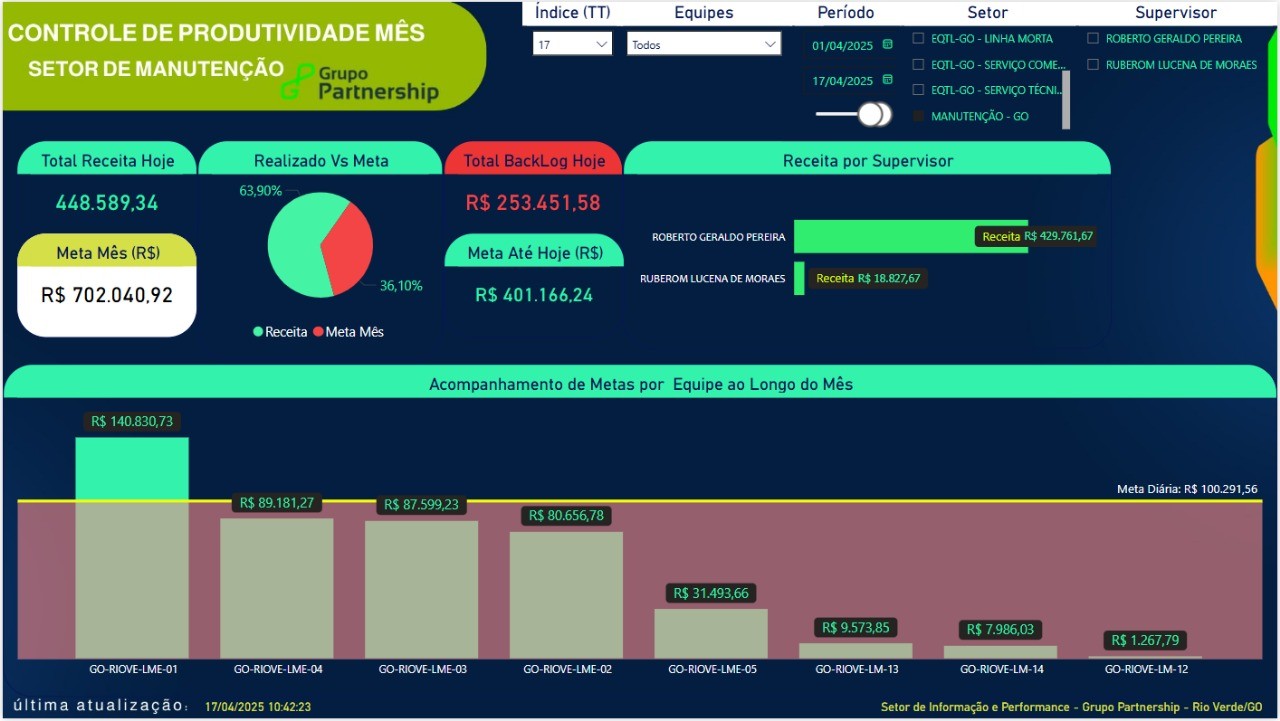 CONTROLE DE PRODUTIVIDADE MÊS
SETOR DE MANUTENÇÃO
Grupo
Partnership
Índice (TT)
17
Equipes
Todos
Período
01/04/2025
17/04/2025
Setor
EQTL-GO - LINHA MORTA
EQTL-GO - SERVIÇO COME...
EQTL-GO - SERVIÇO TÉCNI...
MANUTENÇÃO - GO
Supervisor
ROBERTO GERALDO PEREIRA
RUBEROM LUCENA DE MORAES
Total Receita Hoje
448.589,34
Meta Mês (R$)
R$ 702.040,92
Realizado Vs Meta
63,90%
36,10%
Receita Meta Mês
Total BackLog Hoje
R$ 253.451,58
Meta Até Hoje (R$)
R$ 401.166,24
Receita por Supervisor
ROBERTO GERALDO PEREIRA
Receita R$ 429.761,67
RUBEROM LUCENA DE MORAES
Receita R$ 18.827,67
Acompanhamento de Metas por Equipe ao Longo do Mês
R$ 140.830,73
R$ 89.181,27
R$ 87.599,23
R$ 80.656,78
R$ 31.493,66
R$ 9.573,85
R$ 7.986,03
R$ 1.267,79
Meta Diária: R$ 100.291,56
GO-RIOVE-LME-01
GO-RIOVE-LME-04
GO-RIOVE-LME-03
GO-RIOVE-LME-02
GO-RIOVE-LME-05
GO-RIOVE-LM-13
GO-RIOVE-LM-14
GO-RIOVE-LM-12
última atualização: 17/04/2025 10:42:23
Setor de Informação e Performance - Grupo Partnership - Rio Verde/GO